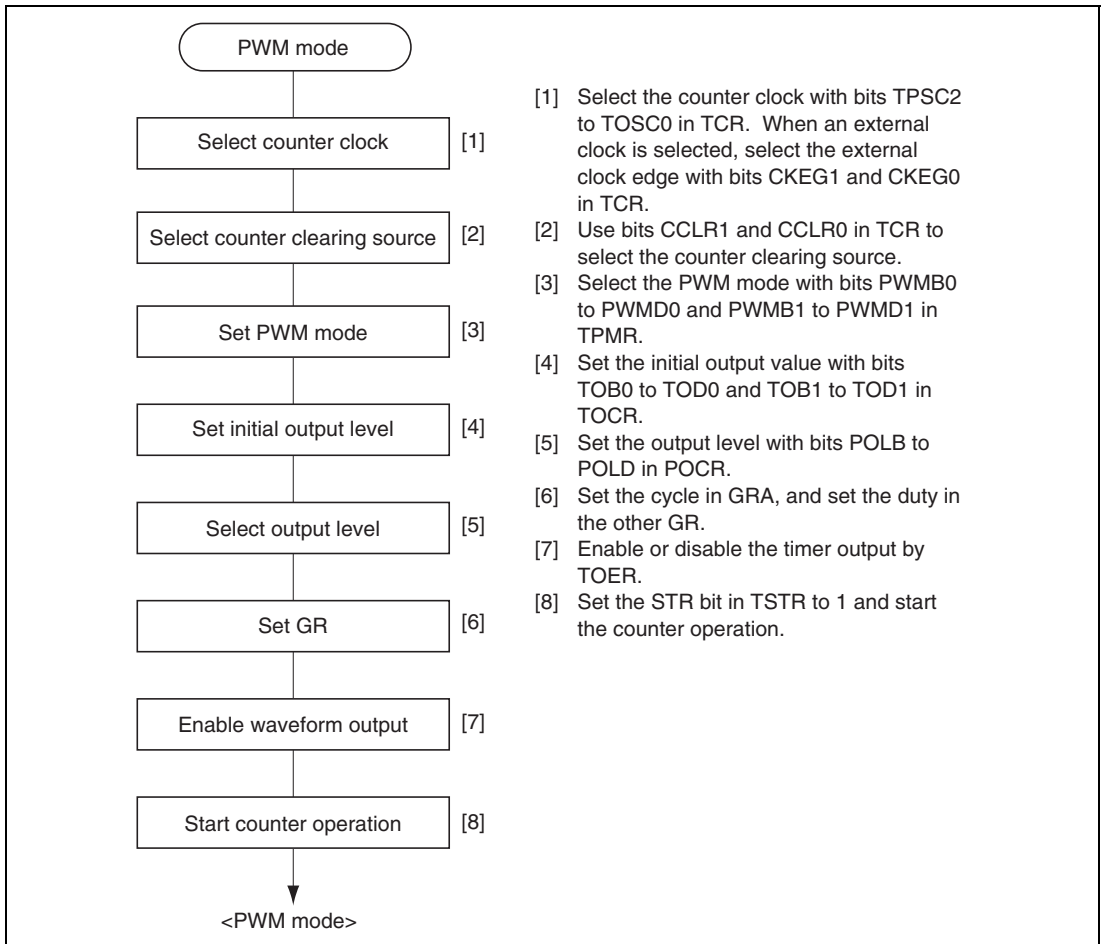 PWM mode
Select counter clock
[1]
Select counter clearing source
[2]
Set PWM mode
[3]
Set initial output level
[4]
Select output level
[5]
Set GR
[6]
Enable waveform output
[7]
Start counter operation
[8]
<PWM mode>
[1] Select the counter clock with bits TPSC2
to TOSC0 in TCR. When an external
clock is selected, select the external
clock edge with bits CKEG1 and CKEG0
in TCR.
[2] Use bits CCLR1 and CCLR0 in TCR to
select the counter clearing source.
[3] Select the PWM mode with bits PWMB0
to PWMD0 and PWMB1 to PWMD1 in
TPMR.
[4] Set the initial output value with bits
TOB0 to TOD0 and TOB1 to TOD1 in
TOCR.
[5] Set the output level with bits POLB to
POLD in POCR.
[6] Set the cycle in GRA, and set the duty in
the other GR.
[7] Enable or disable the timer output by
TOER.
[8] Set the STR bit in TSTR to 1 and start
the counter operation.